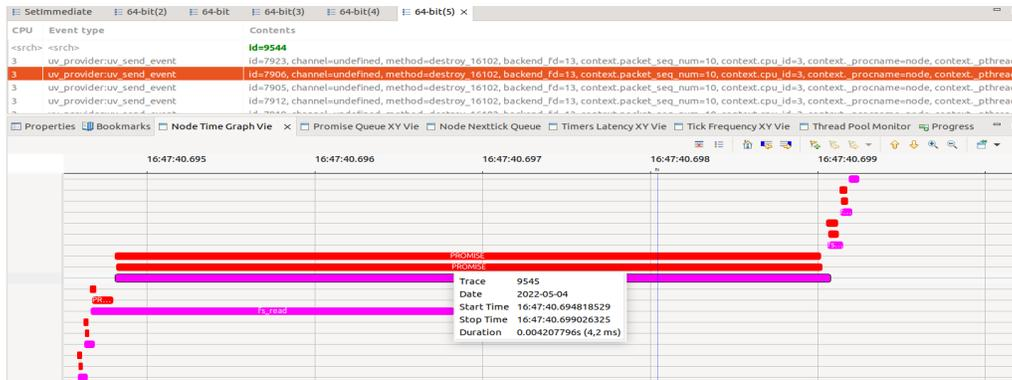 SetImmediate 64-bit(2) 64-bit 64-bit(3) 64-bit(4) 64-bit(5)
CPU Event type Contents
<srch> <srch> id=9544
3 uv_provider:uv_send_event id=7923, channel=undefined, method=destroy_16102, backend_fd=13, context.packet_seq_num=10, context.cpu_id=3, context._procname=node, context._pthrea
3 uv_provider:uv_send_event id=7906, channel=undefined, method=destroy_16102, backend_fd=13, context.packet_seq_num=10, context.cpu_id=3, context._procname=node, context._pthrea
3 uv_provider:uv_send_event id=7905, channel=undefined, method=destroy_16102, backend_fd=13, context.packet_seq_num=10, context.cpu_id=3, context._procname=node, context._pthrea
3 uv_provider:uv_send_event id=7912, channel=undefined, method=destroy_16102, backend_fd=13, context.packet_seq_num=10, context.cpu_id=3, context._procname=node, context._pthrea
Properties Bookmarks Node Time Graph Vie Promise Queue XY Vie Node Nexttick Queue Timers Latency XY Vie Tick Frequency XY Vie Thread Pool Monitor Progress
16:47:40.695 16:47:40.696 16:47:40.697 16:47:40.698 16:47:40.699
PROMISE
PROMISE
Trace 9545
Date 2022-05-04
Start Time 16:47:40.694818529
Stop Time 16:47:40.699026325
Duration 0.004207796s (4,2 ms)
PR...
fs_read